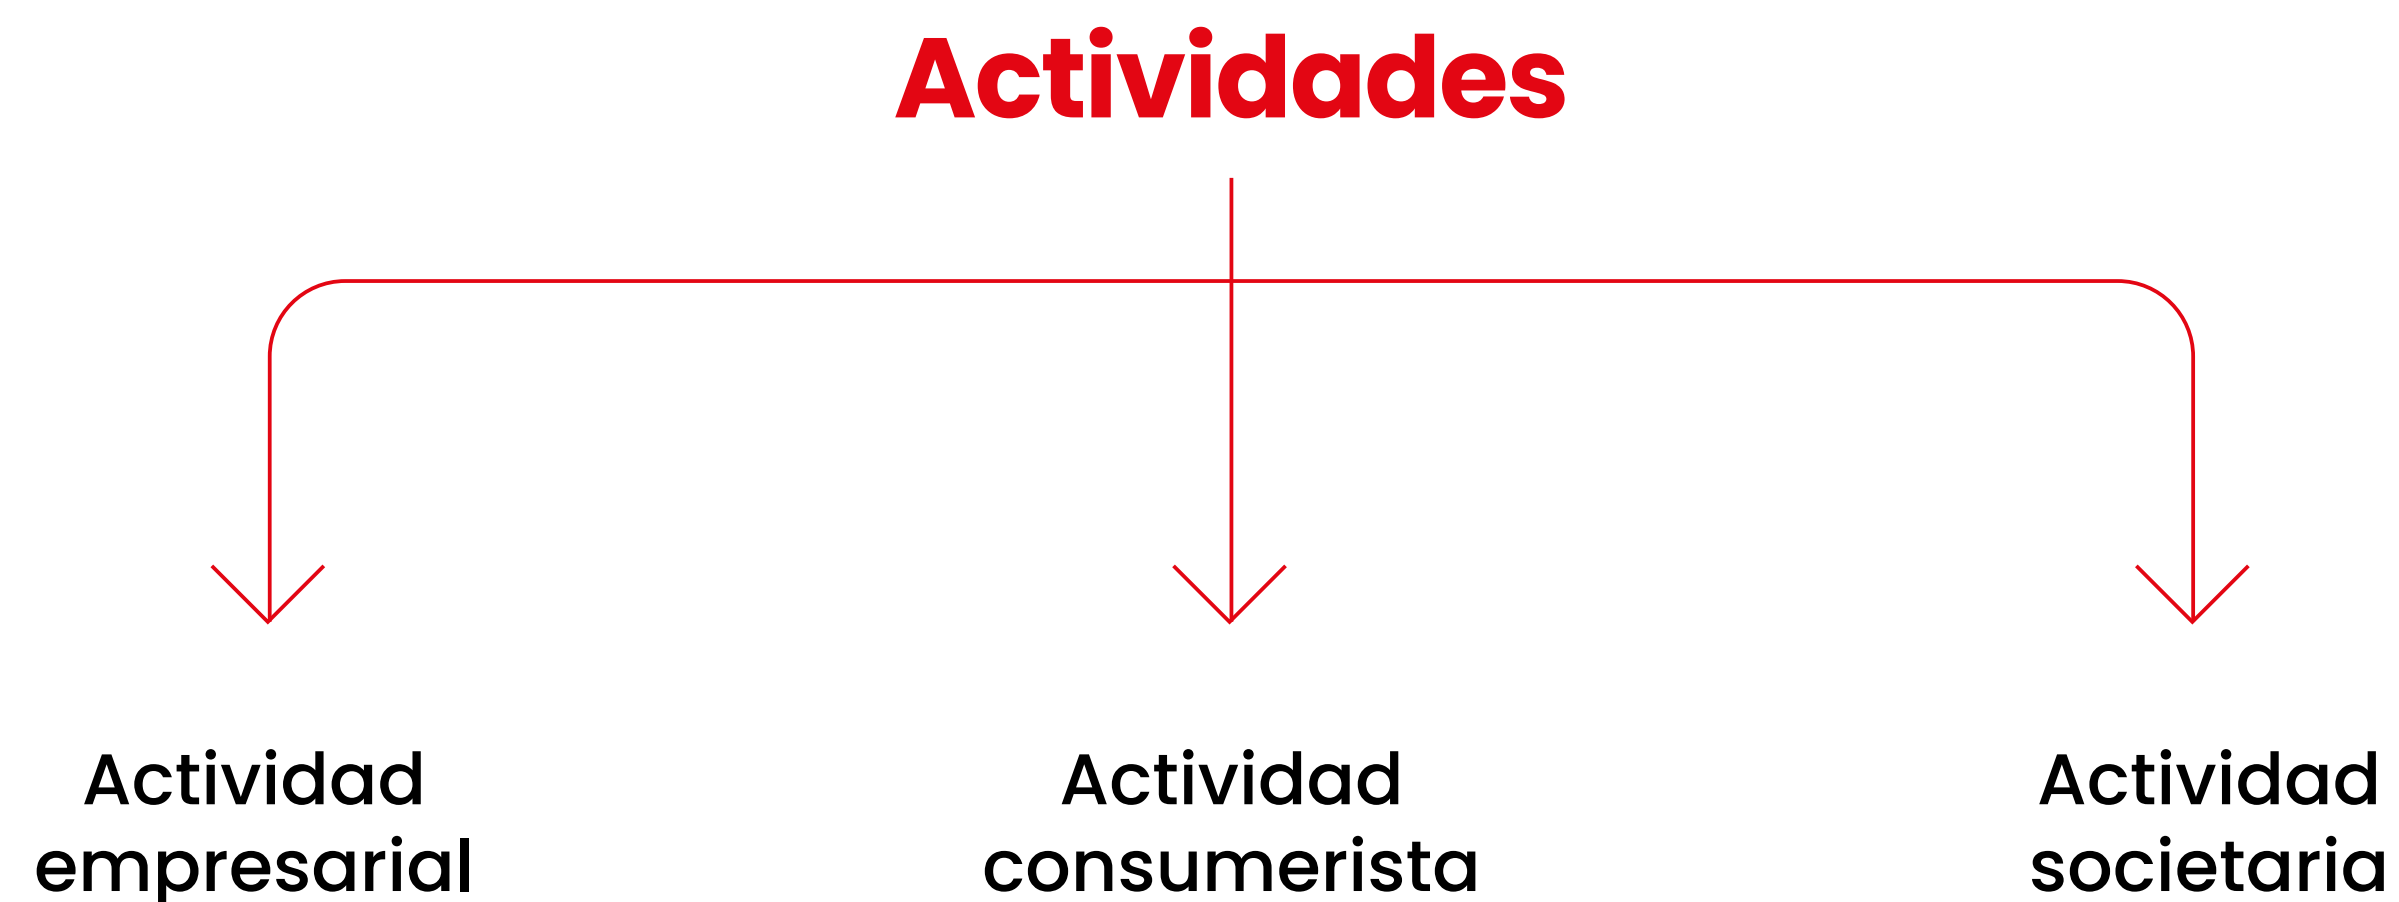 Actividades
Actividad
empresarial
Actividad
consumerista
Actividad
societaria